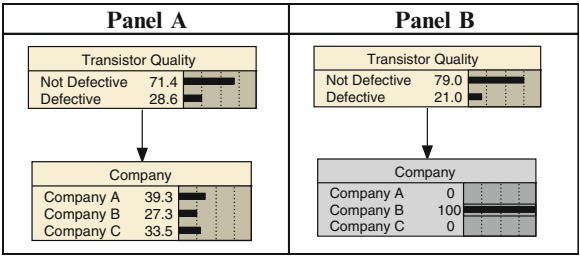 Panel A
Transistor Quality
Not Defective 71.4
Defective 28.6
Company
Company A 39.3
Company B 27.3
Company C 33.5
Panel B
Transistor Quality
Not Defective 79.0
Defective 21.0
Company
Company A 0
Company B 100
Company C 0